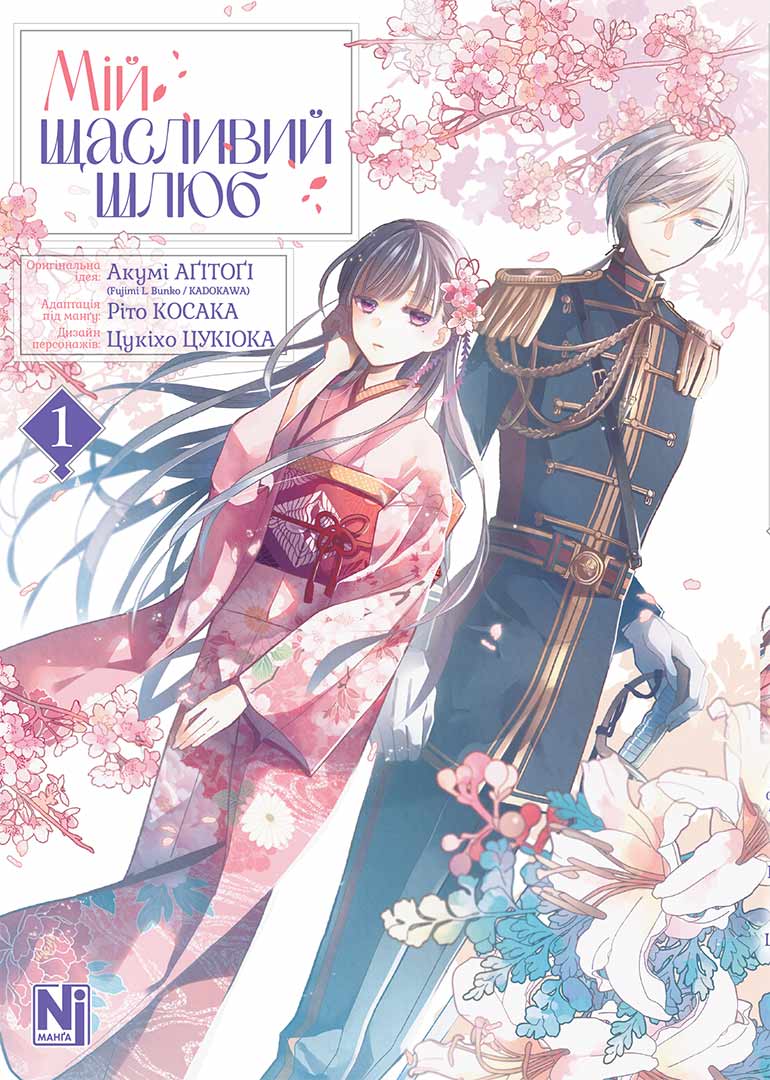 Мій
щасливий
шлюб
Оригінальна
ідея: Акумі АҐІТОҐІ
(Fujimi L Bunko / KADOKAWA)
Адаптація
під манґу: Ріто КОСАКА
Дизайн
персонажів: Цукіхо ЦУКІОКА
1
Nj
МАНҐА